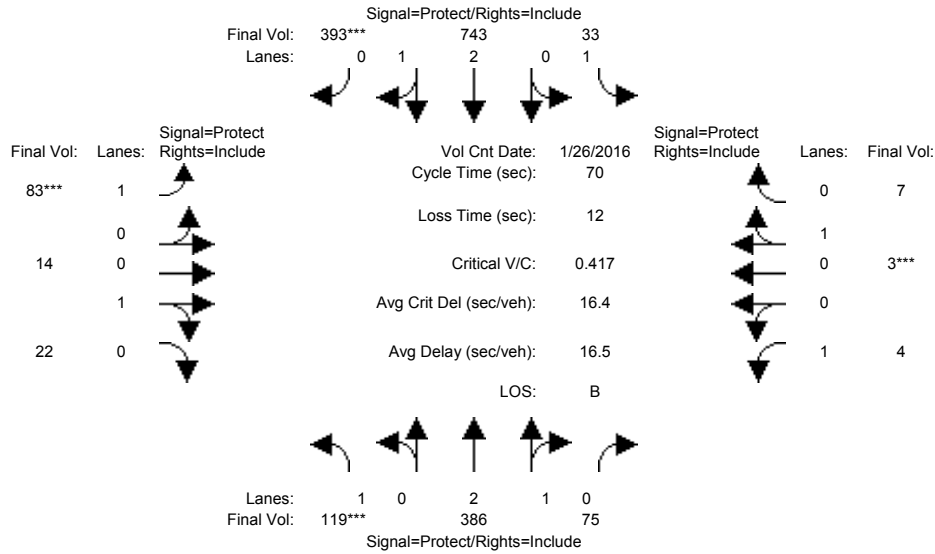 Signal=Protect/Rights=Include
Final Vol: 393*** 743 33
Lanes: 0 1 2 0 1
Signal=Protect Signal=Protect
Final Vol: Lanes: Rights=Include Vol Cnt Date: 1/26/2016 Rights=Include Lanes: Final Vol:
Cycle Time (sec): 70
83*** 1 0 7
Loss Time (sec): 12
0 1
14 0 Critical V/C: 0.417 0 3***
1 Avg Crit Del (sec/veh): 16.4 0
22 0 Avg Delay (sec/veh): 16.5 1 4
LOS: B
Lanes: 1 0 2 1 0
Final Vol: 119*** 386 75
Signal=Protect/Rights=Include